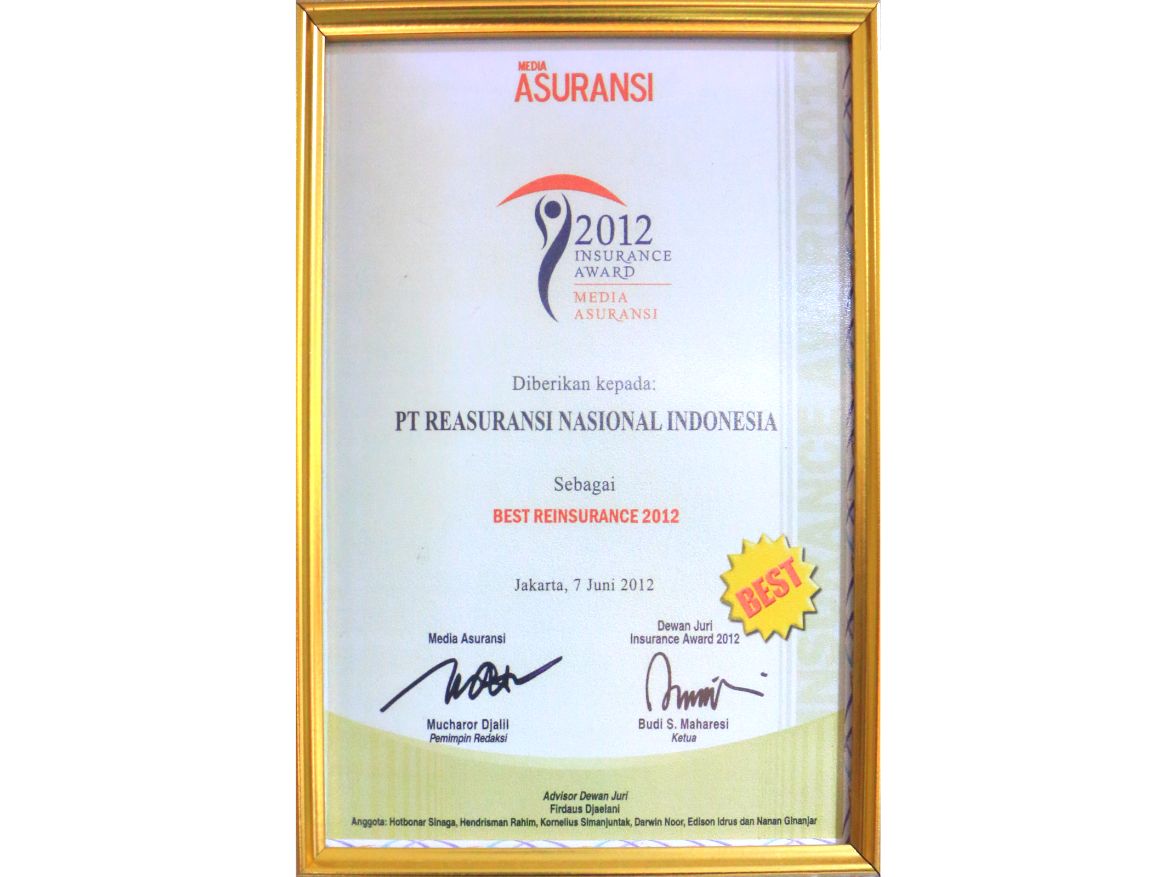 MEDIA
ASURANSI
2012
INSURANCE
AWARD
MEDIA
ASURANSI
Diberikan kepada:
PT REASURANSI NASIONAL INDONESIA
Sebagai
BEST REINSURANCE 2012
Jakarta, 7 Juni 2012
BEST
Media Asuransi
Dewan Juri
Insurance Award 2012
Mucharor Djalil
Pemimpin Redaksi
Budi S. Maharesi
Ketua
Advisor Dewan Juri
Firdaus Djaelani
Anggota: Hotbonar Sinaga, Hendrisman Rahim, Kornelius Simanjuntak, Darwin Noor, Edison Idrus dan Nanan Ginanjar
INSURANCE AWARD 2012